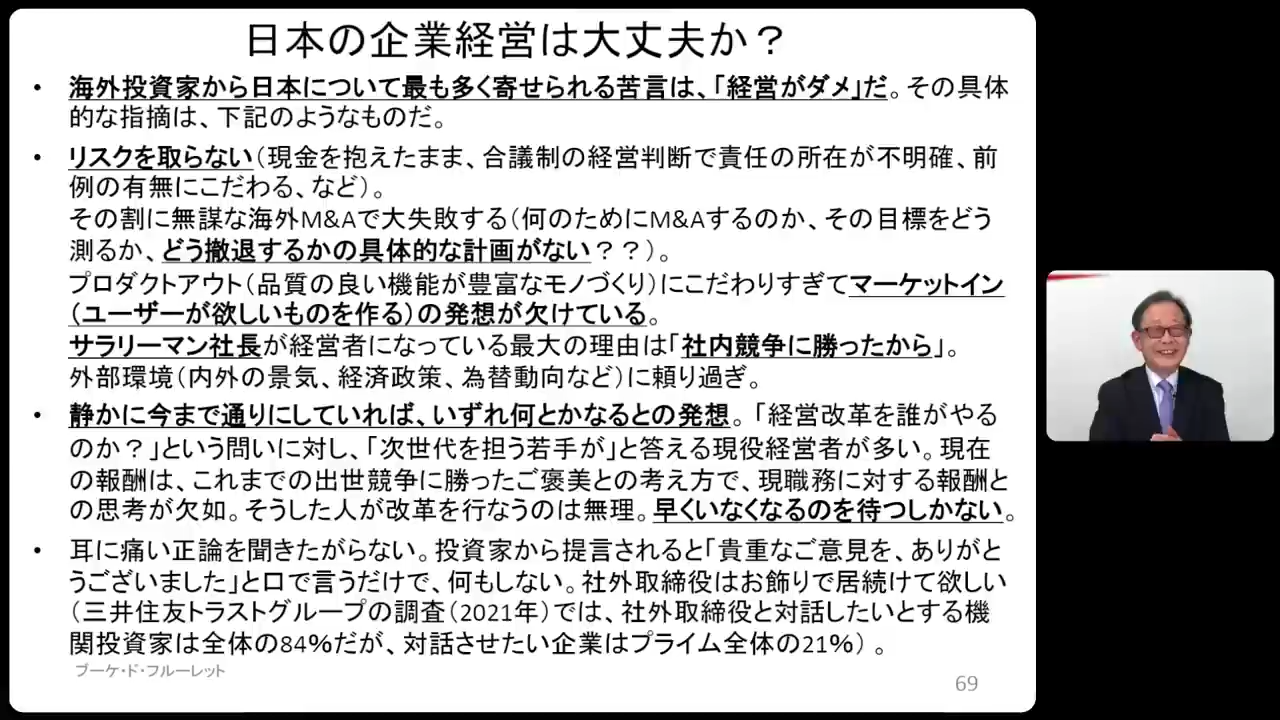 日本の企業経営は大丈夫か？
• 海外投資家から日本について最も多く寄せられる苦言は、「経営がダメ」だ。その具体
的な指摘は、下記のようなものだ。
• リスクを取らない（現金を抱えたまま、合議制の経営判断で責任の所在が不明確、前
例の有無にこだわる、など）。
その割に無謀な海外M&Aで大失敗する（何のためにM&Aするのか、その目標をどう
測るか、どう撤退するかの具体的な計画がない？？）。
プロダクトアウト（品質の良い機能が豊富なモノづくり）にこだわりすぎてマーケットイン
（ユーザーが欲しいものを作る）の発想が欠けている。
サラリーマン社長が経営者になっている最大の理由は「社内競争に勝ったから」。
外部環境（内外の景気、経済政策、為替動向など）に頼り過ぎ。
• 静かに今まで通りにしていれば、いずれ何とかなるとの発想。「経営改革を誰がやる
のか？」という問いに対し、「次世代を担う若手が」と答える現役経営者が多い。現在
の報酬は、これまでの出世競争に勝ったご褒美との考え方で、現職務に対する報酬と
の思考が欠如。そうした人が改革を行なうのは無理。早くいなくなるのを待つしかない。
• 耳に痛い正論を聞きたがらない。投資家から提言されると「貴重なご意見を、ありがと
うございました」と口で言うだけで、何もしない。社外取締役はお飾りで居続けて欲しい
（三井住友トラストグループの調査（2021年）では、社外取締役と対話したいとする機
関投資家は全体の84％だが、対話させたい企業はプライム全体の21％）。
ブーケ・ド・フルーレット
69